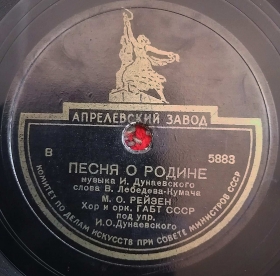 АПРЕЛЕВСКИЙ ЗАВОД
В 5883
ПЕСНЯ О РОДИНЕ
музыка И. Дунаевского
слова В. Лебедева-Кумача
М. О. РЕЙЗЕН
Хор и орк. ГАБТ СССР
под упр.
И.О.Дунаевского
КОМИТЕТ ПО ДЕЛАМ ИСКУССТВ ПРИ СОВЕТЕ МИНИСТРОВ СССР